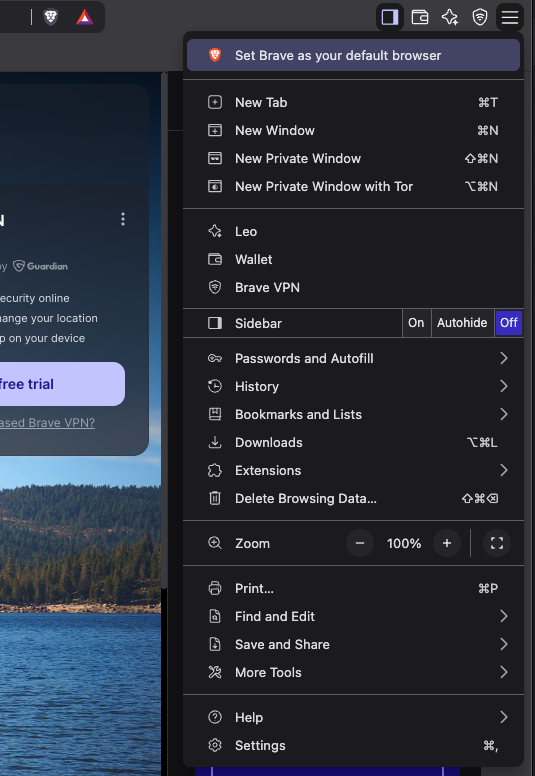 Set Brave as your default browser
New Tab ⌘T
New Window ⌘N
New Private Window ⇧⌘N
New Private Window with Tor ⌥⌘N
N
Leo
by Guardian
Wallet
Brave VPN
ecurity online
ange your location
Sidebar On Autohide Off
p on your device
Passwords and Autofill
free trial
History
Bookmarks and Lists
ased Brave VPN?
Downloads ⌥⌘L
Extensions
Delete Browsing Data... ⇧⌘⌫
Zoom − 100% +
Print... ⌘P
Find and Edit
Save and Share
More Tools
Help
Settings ⌘,